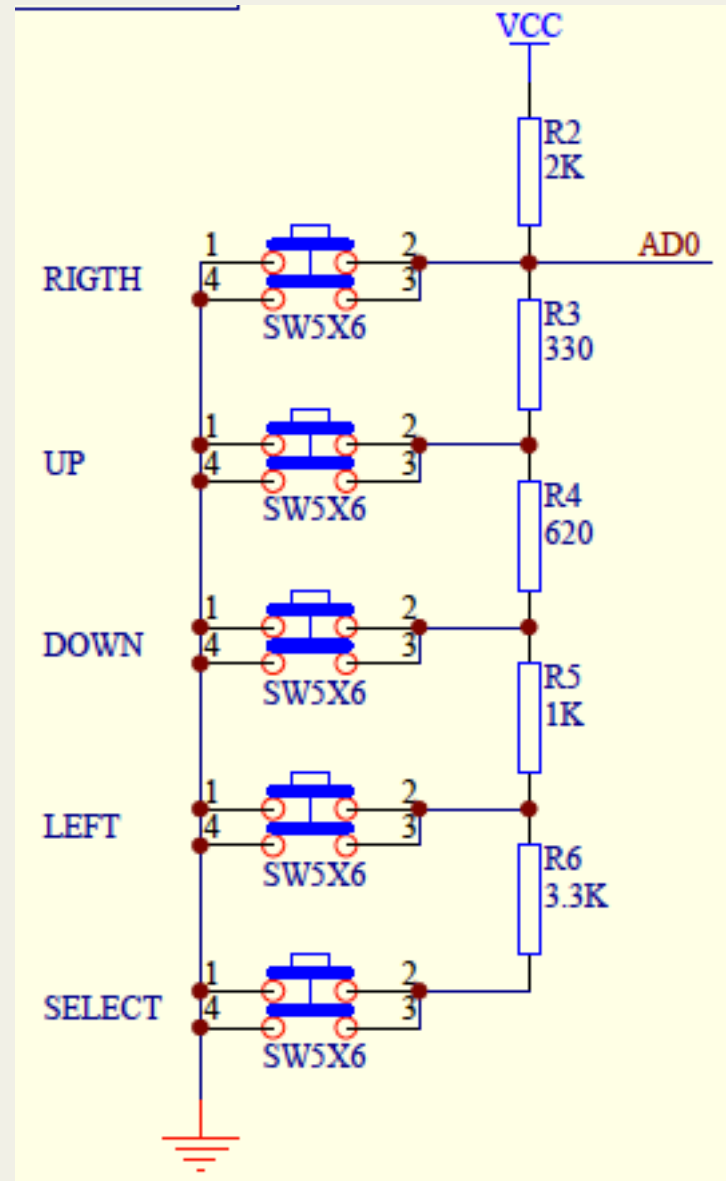 VCC
R2
2K
AD0
1
2
RIGTH
4
3
SW5X6
R3
330
1
2
UP
4
3
SW5X6
R4
620
1
2
DOWN
4
3
SW5X6
R5
1K
1
2
LEFT
4
3
SW5X6
R6
3.3K
1
2
SELECT
4
3
SW5X6